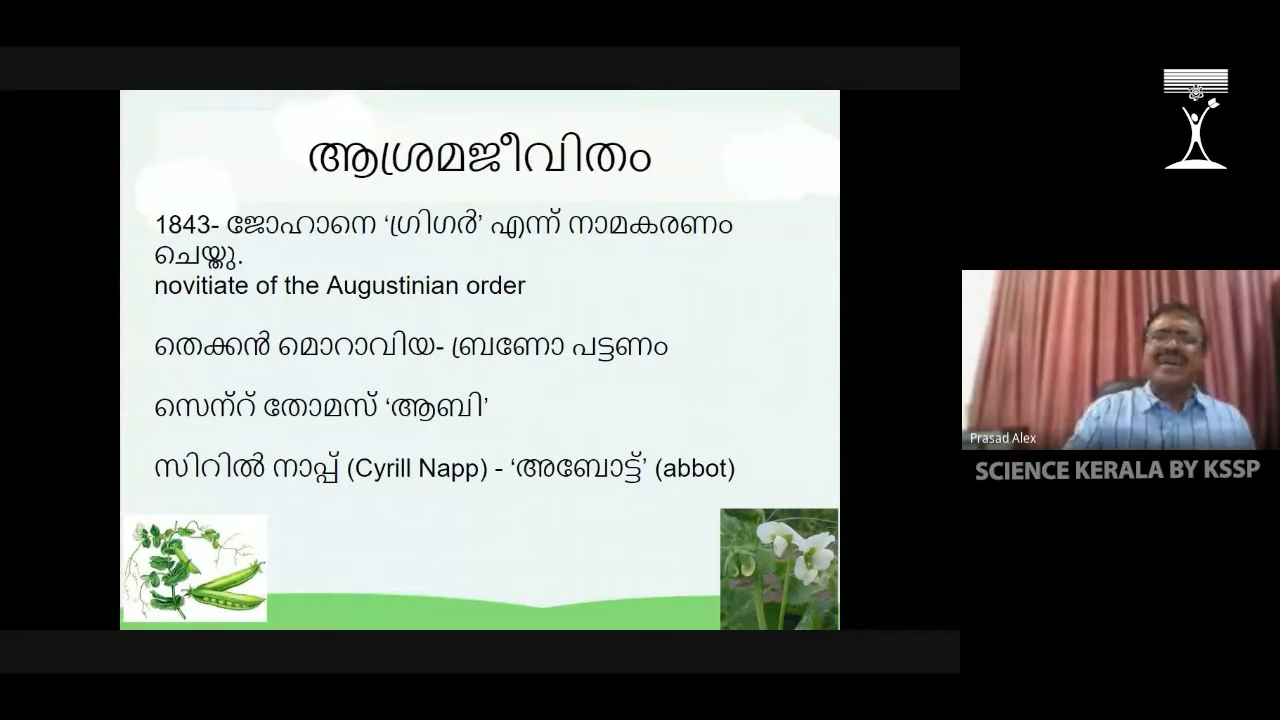 ആശ്രമജീവിതം
1843- ജോഹാനെ ‘ഗ്രിഗർ’ എന്ന് നാമകരണം
ചെയ്തു.
novitiate of the Augustinian order
തെക്കൻ മൊറാവിയ- ബ്രണോ പട്ടണം
സെന്റ് തോമസ് ‘ആബി’
സിറിൽ നാപ്പ് (Cyrill Napp) - ‘അബോട്ട്’ (abbot)
Prasad Alex
SCIENCE KERALA BY KSSP